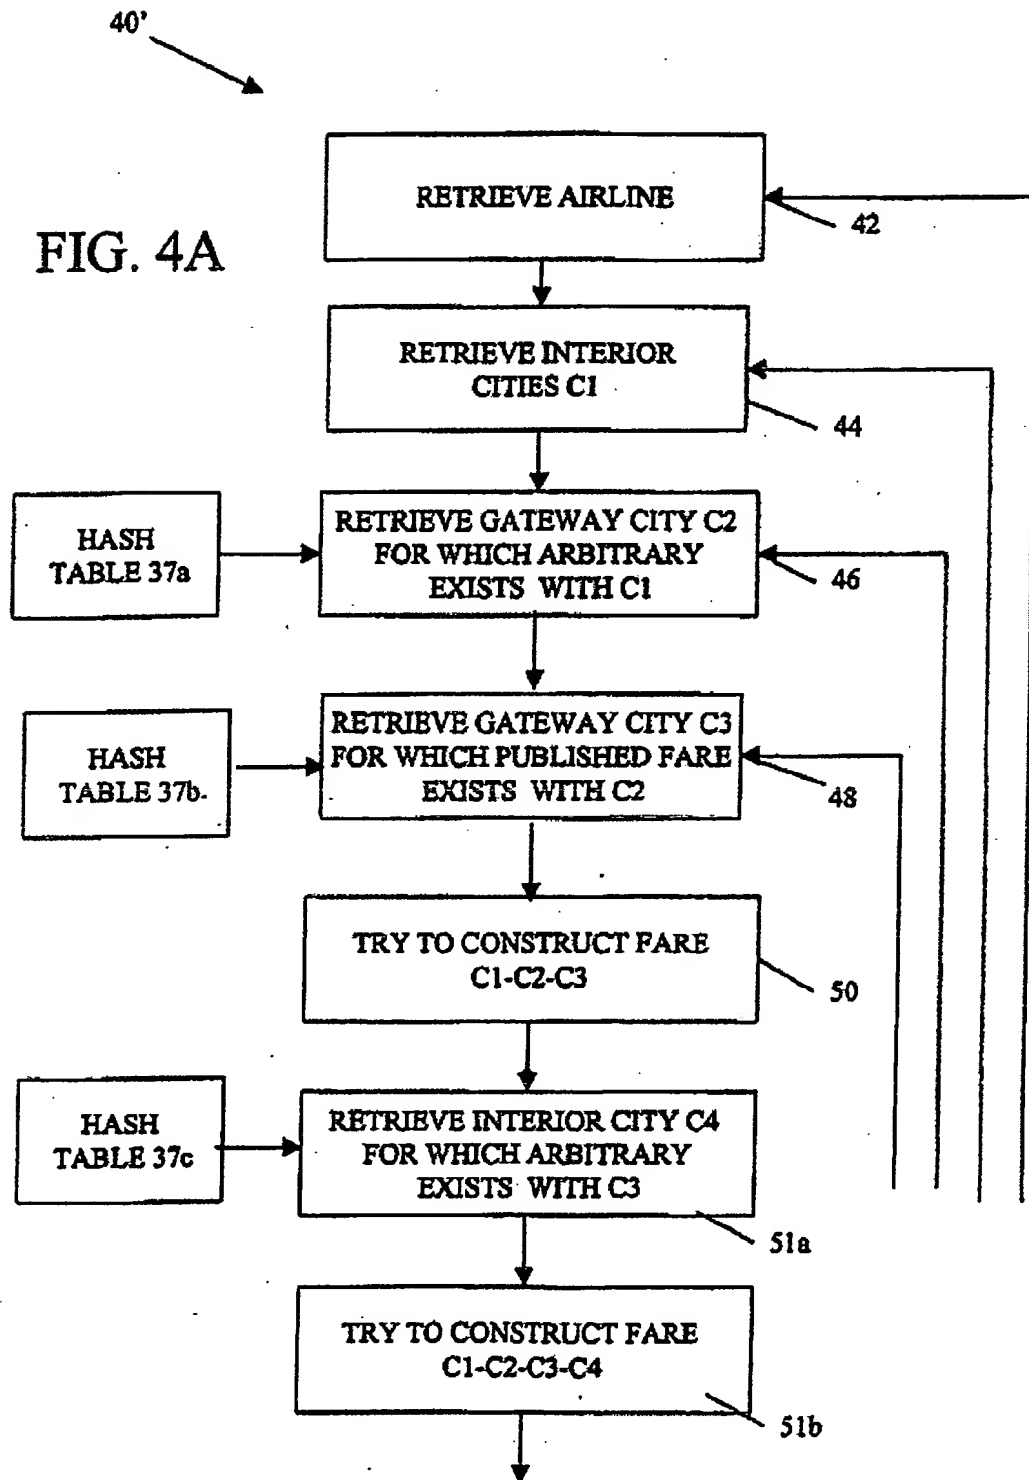 40'
FIG. 4A
RETRIEVE AIRLINE
42
RETRIEVE INTERIOR
CITIES C1
44
HASH
TABLE 37a
RETRIEVE GATEWAY CITY C2
FOR WHICH ARBITRARY
EXISTS WITH C1
46
HASH
TABLE 37b
RETRIEVE GATEWAY CITY C3
FOR WHICH PUBLISHED FARE
EXISTS WITH C2
48
TRY TO CONSTRUCT FARE
C1-C2-C3
50
HASH
TABLE 37c
RETRIEVE INTERIOR CITY C4
FOR WHICH ARBITRARY
EXISTS WITH C3
51a
TRY TO CONSTRUCT FARE
C1-C2-C3-C4
51b